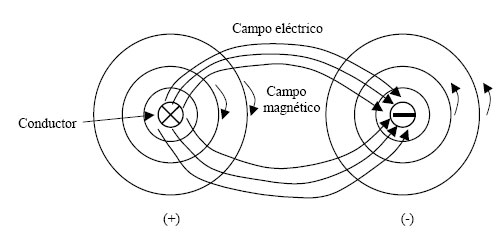 Campo eléctrico
Campo
magnético
Conductor
(+)
(-)